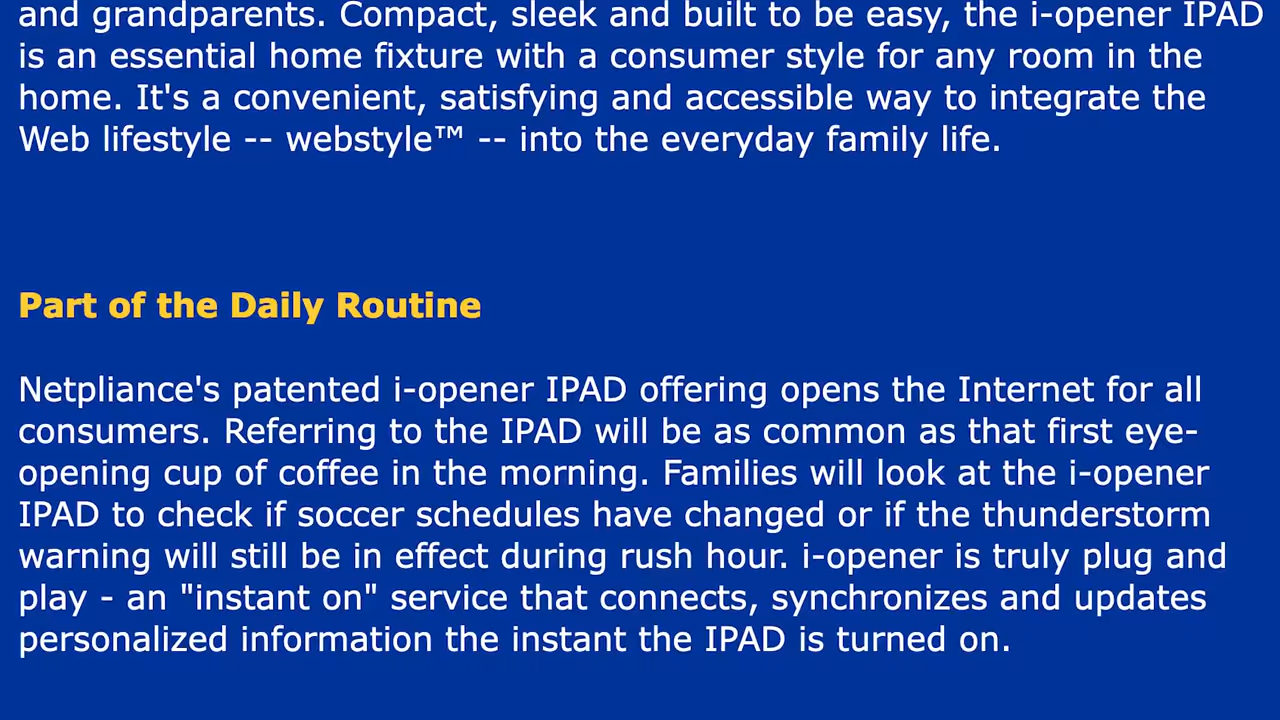 and grandparents. Compact, sleek and built to be easy, the i-opener IPAD
is an essential home fixture with a consumer style for any room in the
home. It's a convenient, satisfying and accessible way to integrate the
Web lifestyle -- webstyle™ -- into the everyday family life.
Part of the Daily Routine
Netpliance's patented i-opener IPAD offering opens the Internet for all
consumers. Referring to the IPAD will be as common as that first eye-
opening cup of coffee in the morning. Families will look at the i-opener
IPAD to check if soccer schedules have changed or if the thunderstorm
warning will still be in effect during rush hour. i-opener is truly plug and
play - an "instant on" service that connects, synchronizes and updates
personalized information the instant the IPAD is turned on.